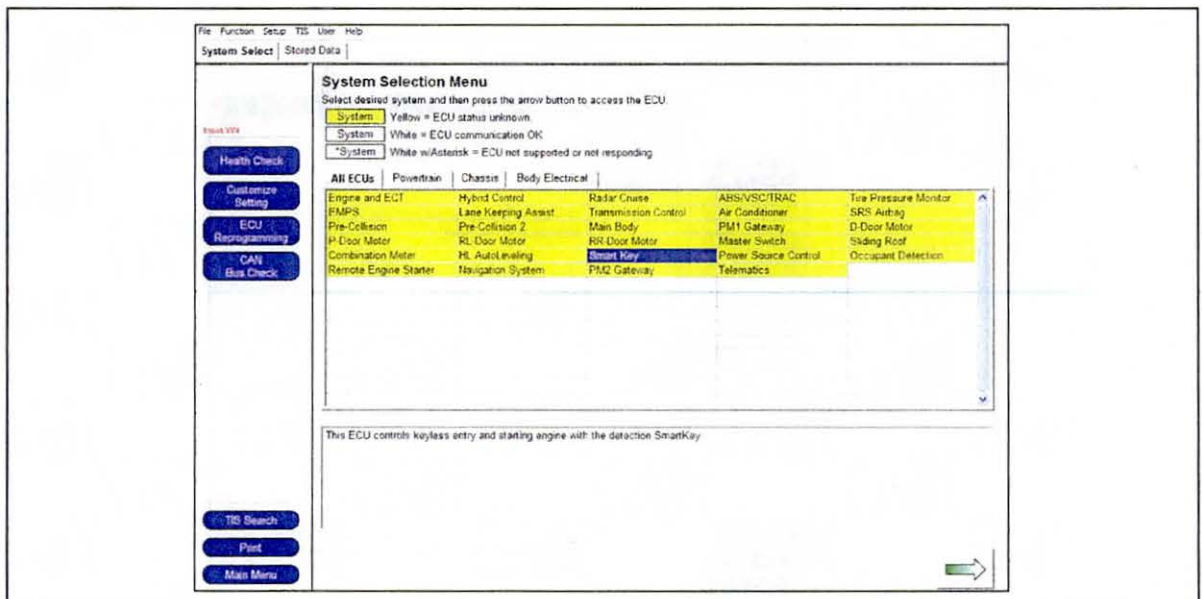 File Function Setup TIS User Help
System Select Stored Data
System Selection Menu
Select desired system and then press the arrow button to access the ECU.
System Yellow = ECU status unknown.
System White = ECU communication OK
*System White w/Asterisk = ECU not supported or not responding
Input VIN
Health Check
Customize
Setting
ECU
Reprogramming
CAN
Bus Check
All ECUs Powertrain Chassis Body Electrical
Engine and ECT Hybrid Control Radar Cruise ABS/VSC/TRAC Tire Pressure Monitor
EMPS Lane Keeping Assist Transmission Control Air Conditioner SRS Airbag
Pre-Collision Pre-Collision 2 Main Body PM1 Gateway D-Door Motor
P-Door Motor RL-Door Motor RR-Door Motor Master Switch Sliding Roof
Combination Meter HL AutoLeveling Smart Key Power Source Control Occupant Detection
Remote Engine Starter Navigation System PM2 Gateway Telematics
This ECU controls keyless entry and starting engine with the detection SmartKey
TIS Search
Print
Main Menu